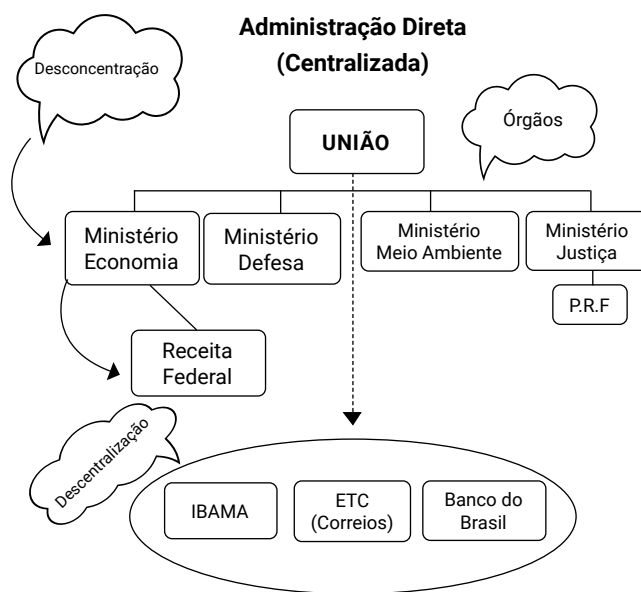 Administração Direta
(Centralizada)
Desconcentração
Órgãos
UNIÃO
Ministério
Economia
Ministério
Defesa
Ministério
Meio Ambiente
Ministério
Justiça
P.R.F
Receita
Federal
Descentralização
IBAMA
ETC
(Correios)
Banco do
Brasil